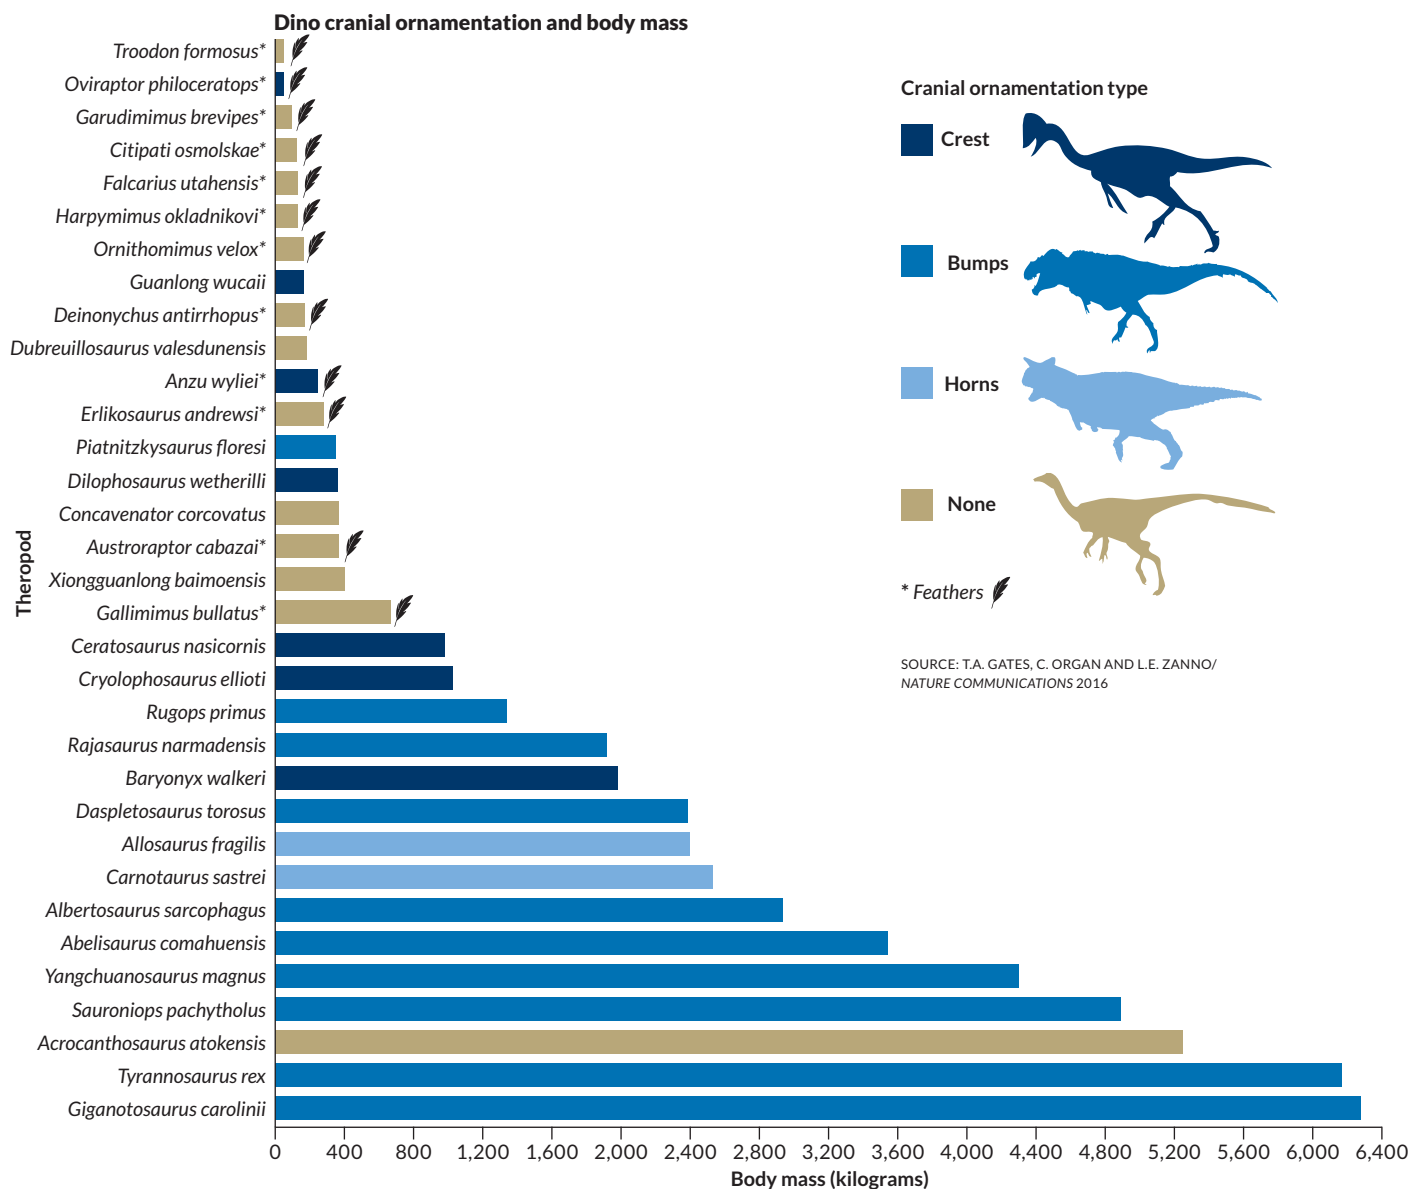 Dino cranial ornamentation and body mass
Troodon formosus*
Oviraptor philoceratops*
Garudimimus brevipes*
Citipati osmolskae*
Falcarius utahensis*
Harpymimus okladnikovi*
Ornithomimus velox*
Guanlong wucaii
Deinonychus antirrhopus*
Dubreuillosaurus valesdunensis
Anzu wyliei*
Erlikosaurus andrewsi*
Piatnitzkysaurus floresi
Dilophosaurus wetherilli
Concavenator corcovatus
Austroraptor cabazai*
Xiongguanlong baimoensis
Gallimimus bullatus*
Ceratosaurus nasicornis
Cryolophosaurus ellioti
Rugops primus
Rajasaurus narmadensis
Baryonyx walkeri
Daspletosaurus torosus
Allosaurus fragilis
Carnotaurus sastrei
Albertosaurus sarcophagus
Abelisaurus comahuensis
Yangchuanosaurus magnus
Sauroniops pachytholus
Acrocanthosaurus atokensis
Tyrannosaurus rex
Giganotosaurus carolinii
Theropod
0 400 800 1,200 1,600 2,000 2,400 2,800 3,200 3,600 4,000 4,400 4,800 5,200 5,600 6,000 6,400
Body mass (kilograms)
Cranial ornamentation type
Crest
Bumps
Horns
None
* Feathers
SOURCE: T.A. GATES, C. ORGAN AND L.E. ZANNO/
NATURE COMMUNICATIONS 2016